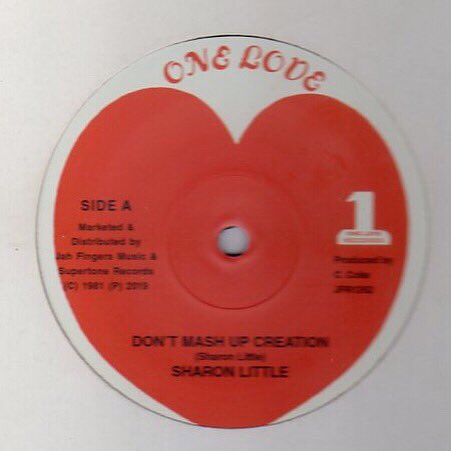 ONE LOVE
SIDE A
Marketed &
Distributed by
Jah Fingers Music &
Supertone Records
(C) 1981 (P) 2019
1
Produced by
C. Coke
DON'T MASH UP CREATION
(Sharon Little)
SHARON LITTLE